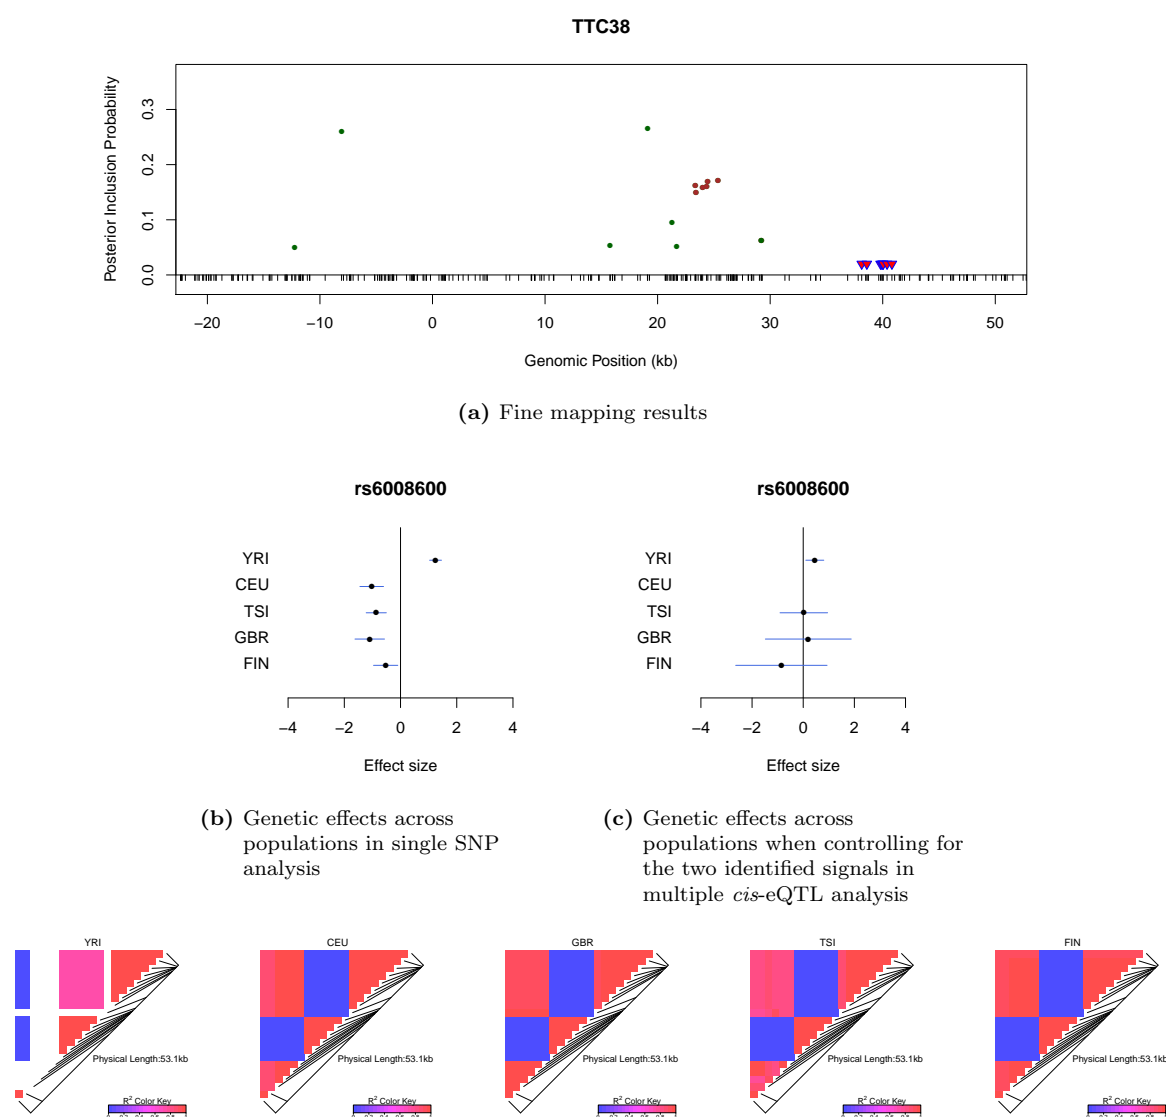 TTC38
Posterior Inclusion Probability
0.3
0.2
0.1
0.0
−20 −10 0 10 20 30 40 50
Genomic Position (kb)
(a) Fine mapping results
rs6008600
YRI
CEU
TSI
GBR
FIN
−4 −2 0 2 4
Effect size
rs6008600
YRI
CEU
TSI
GBR
FIN
−4 −2 0 2 4
Effect size
(b) Genetic effects across
populations in single SNP
analysis
(c) Genetic effects across
populations when controlling for
the two identified signals in
multiple cis-eQTL analysis
YRI
Physical Length:53.1kb
R² Color Key
CEU
Physical Length:53.1kb
R² Color Key
GBR
Physical Length:53.1kb
R² Color Key
TSI
Physical Length:53.1kb
R² Color Key
FIN
Physical Length:53.1kb
R² Color Key